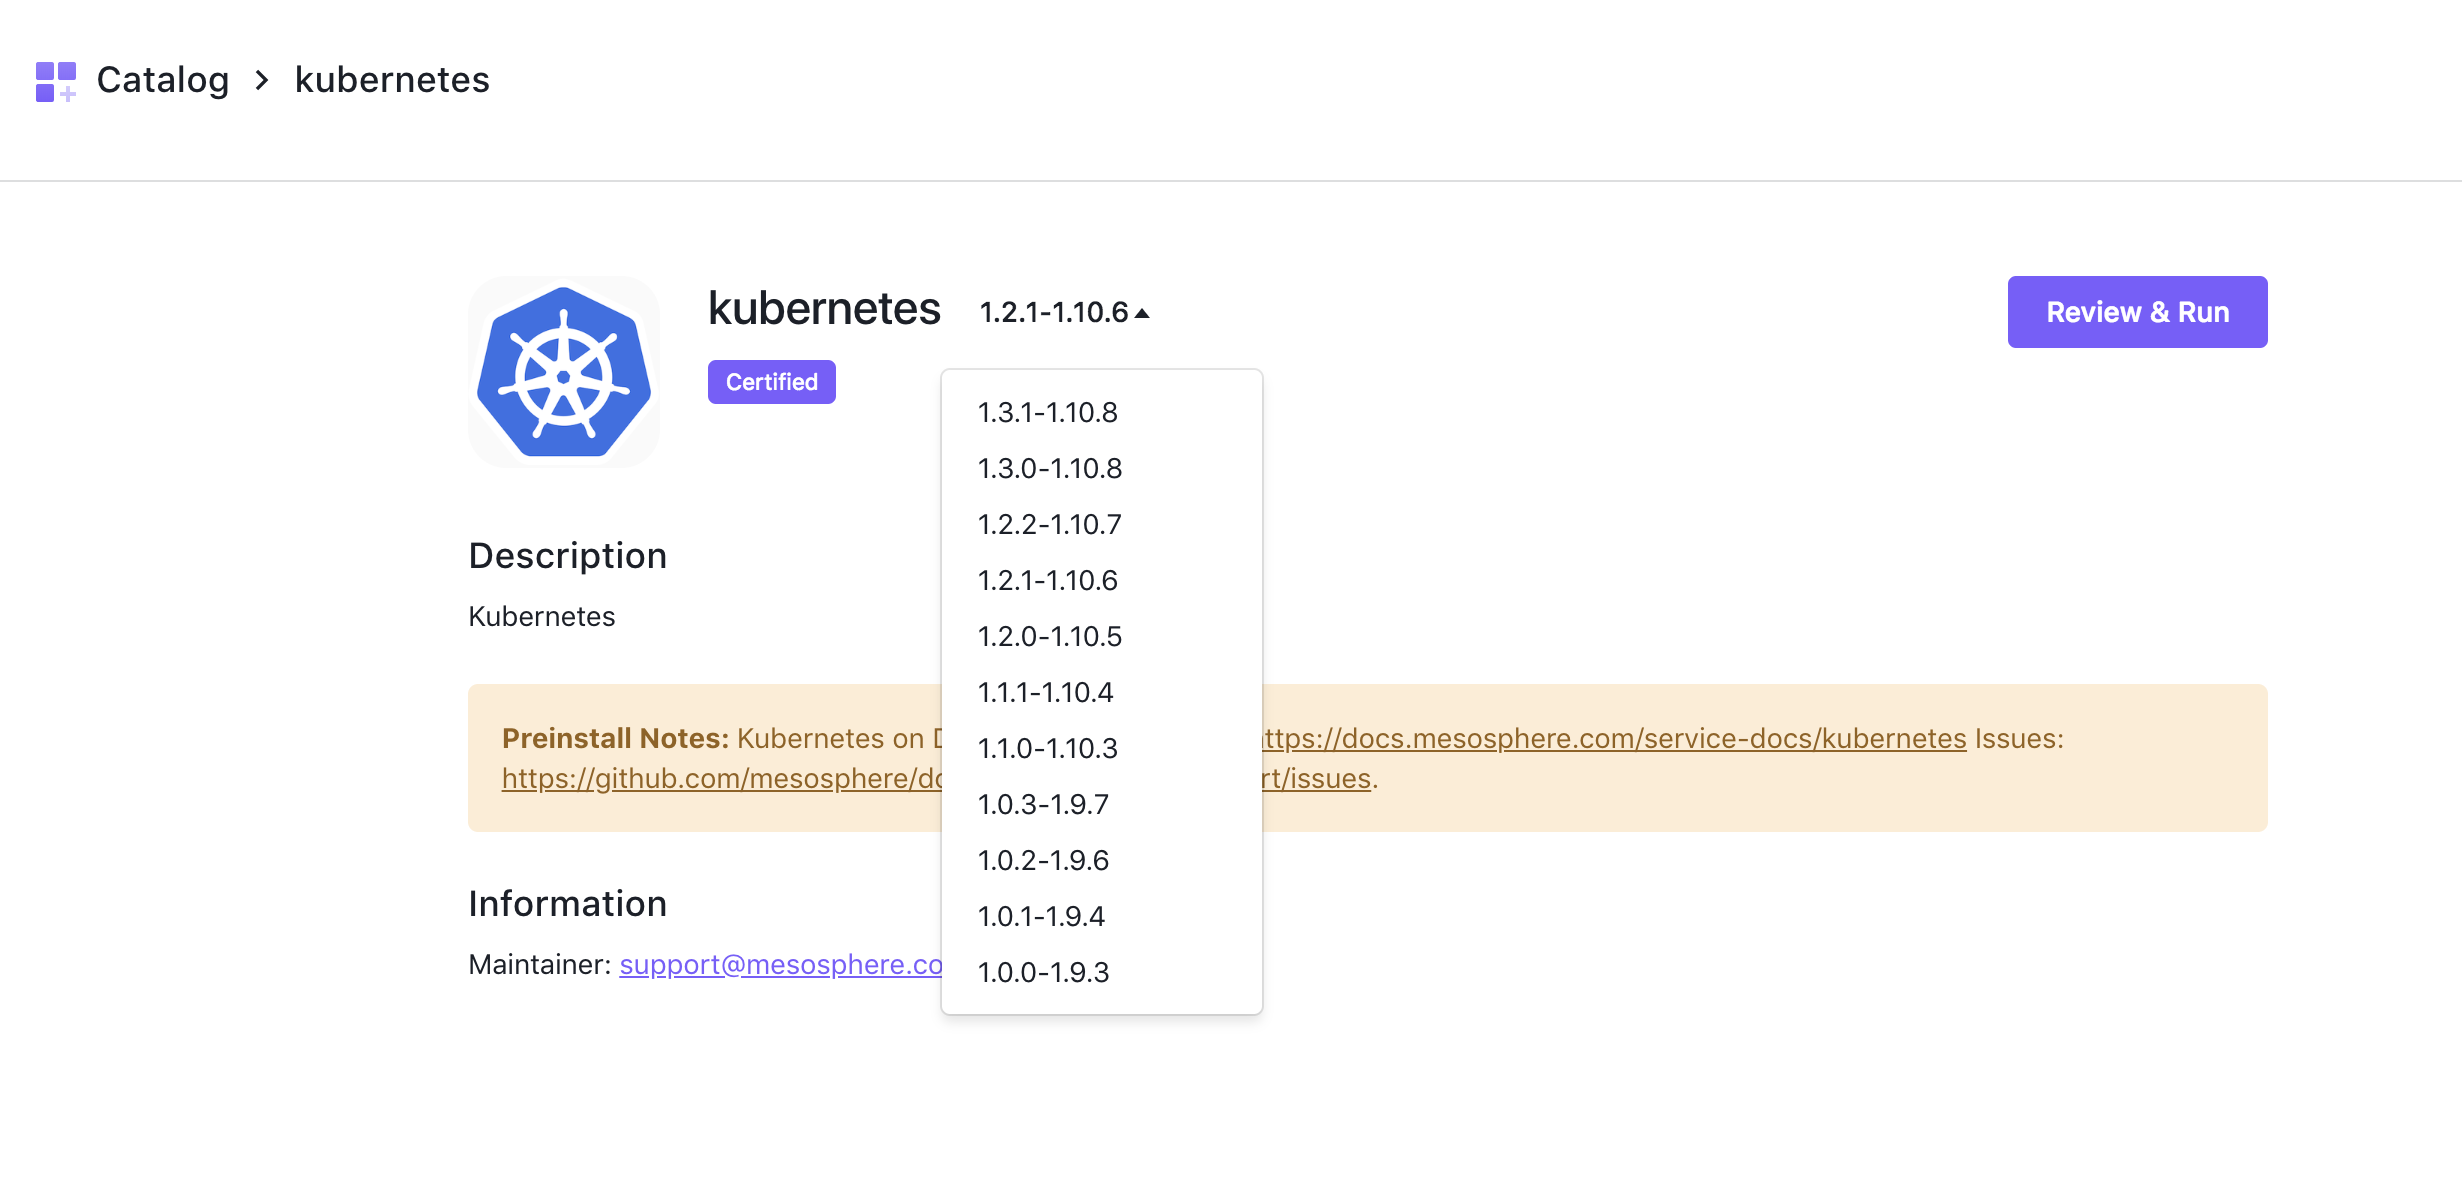 Catalog > kubernetes
kubernetes 1.2.1-1.10.6
Review & Run
Certified
1.3.1-1.10.8
1.3.0-1.10.8
1.2.2-1.10.7
1.2.1-1.10.6
1.2.0-1.10.5
1.1.1-1.10.4
1.1.0-1.10.3
1.0.3-1.9.7
1.0.2-1.9.6
1.0.1-1.9.4
1.0.0-1.9.3
Description
Kubernetes
Preinstall Notes: Kubernetes on ttps://docs.mesosphere.com/service-docs/kubernetes Issues:
https://github.com/mesosphere/dc rt/issues.
Information
Maintainer: support@mesosphere.co